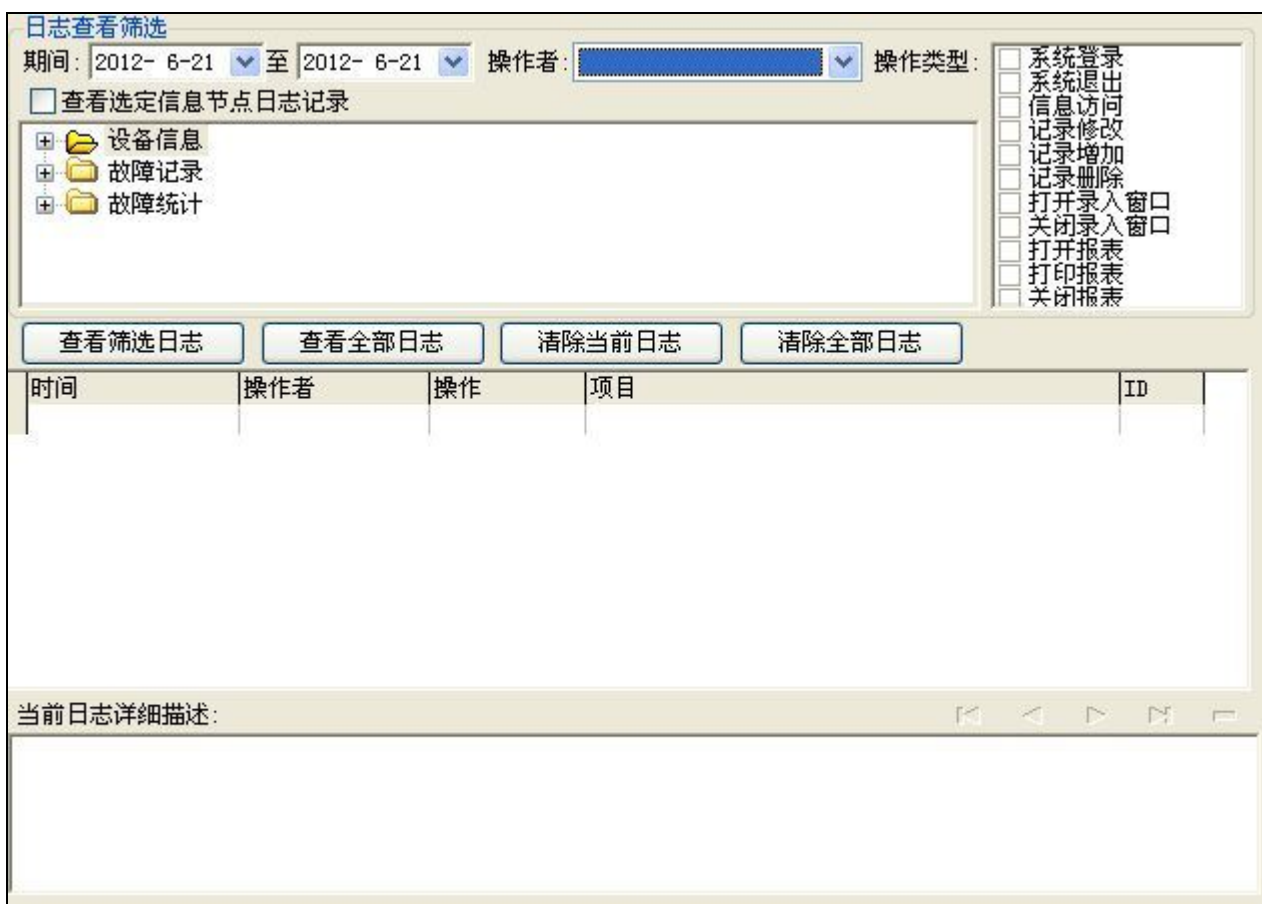 日志查看筛选
期间: 2012- 6-21 至 2012- 6-21 操作者: 操作类型:
系统登录
系统退出
信息访问
记录修改
记录增加
记录删除
打开录入窗口
关闭录入窗口
打开报表
打印报表
关闭报表
查看选定信息节点日志记录
设备信息
故障记录
故障统计
查看筛选日志 查看全部日志 清除当前日志 清除全部日志
时间 操作者 操作 项目 ID
当前日志详细描述: